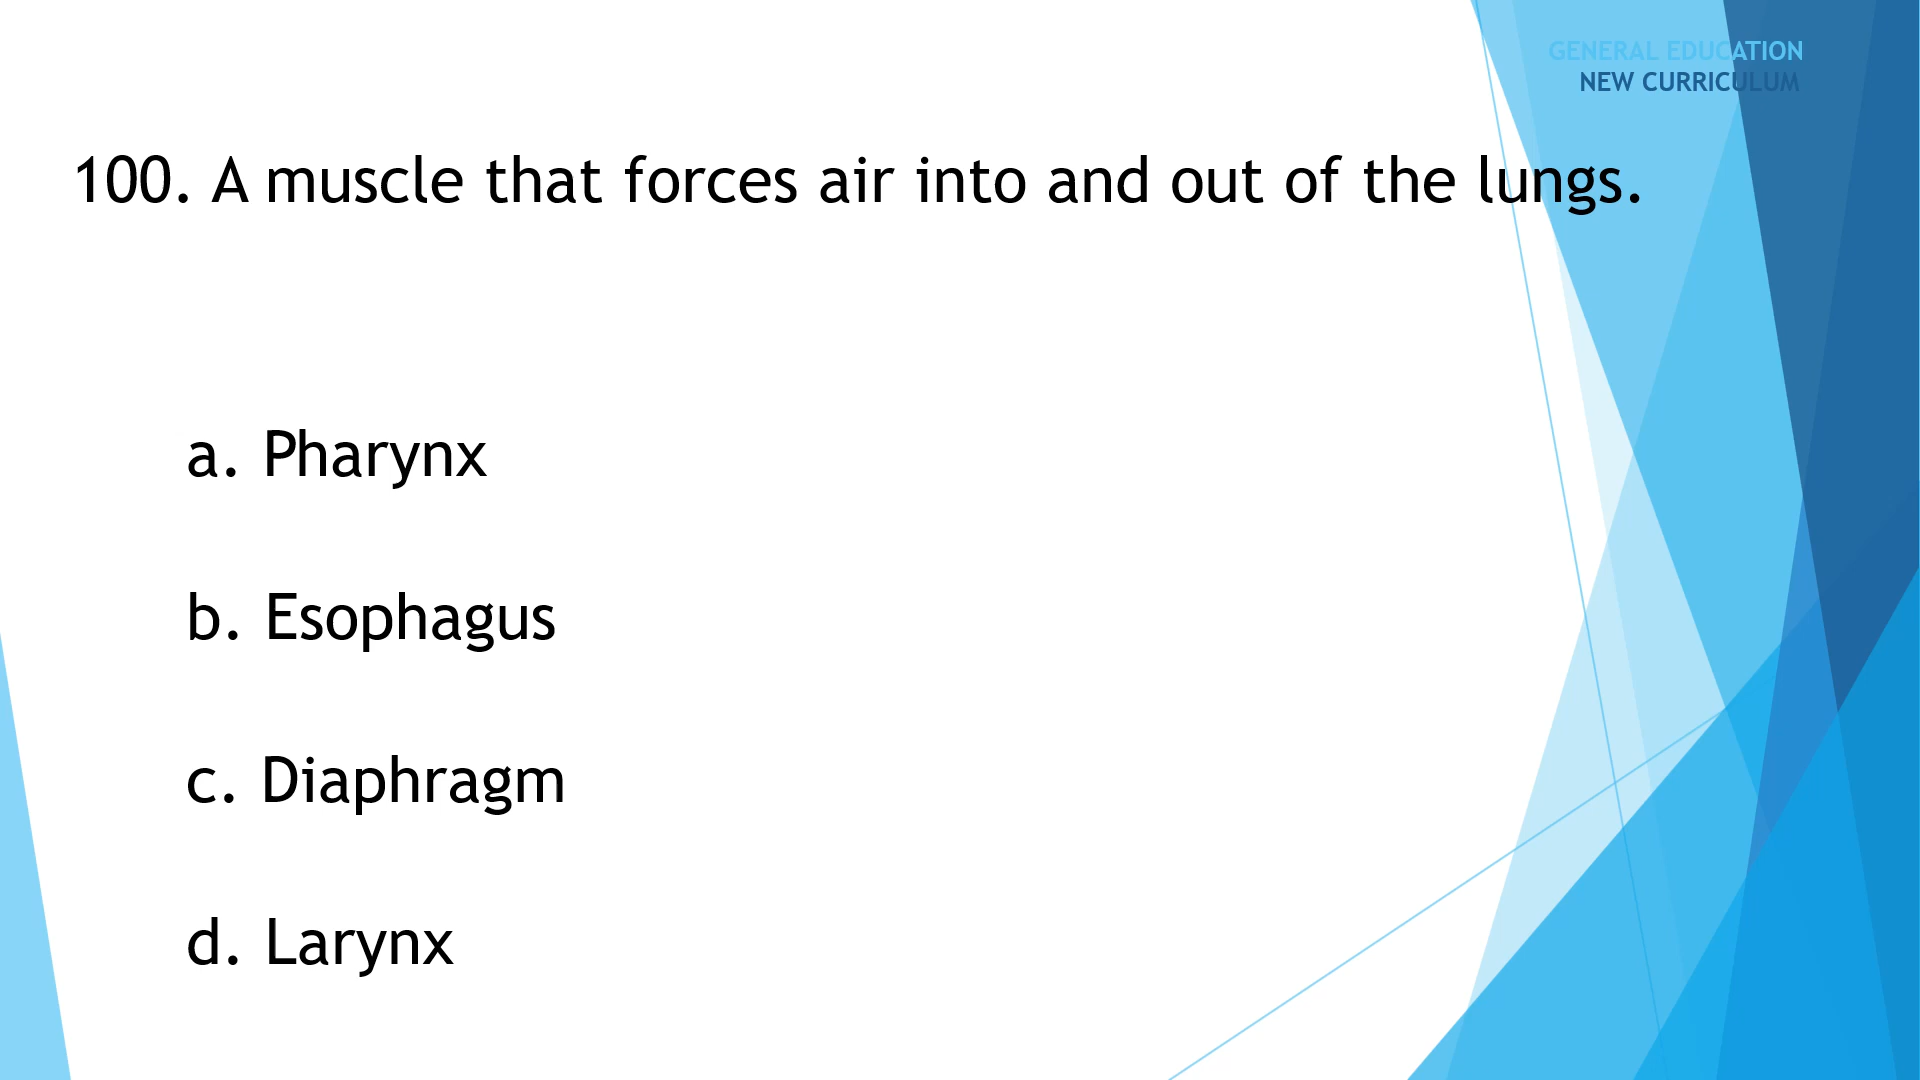 GENERAL EDUCATION
NEW CURRICULUM
100. A muscle that forces air into and out of the lungs.
a. Pharynx
b. Esophagus
c. Diaphragm
d. Larynx